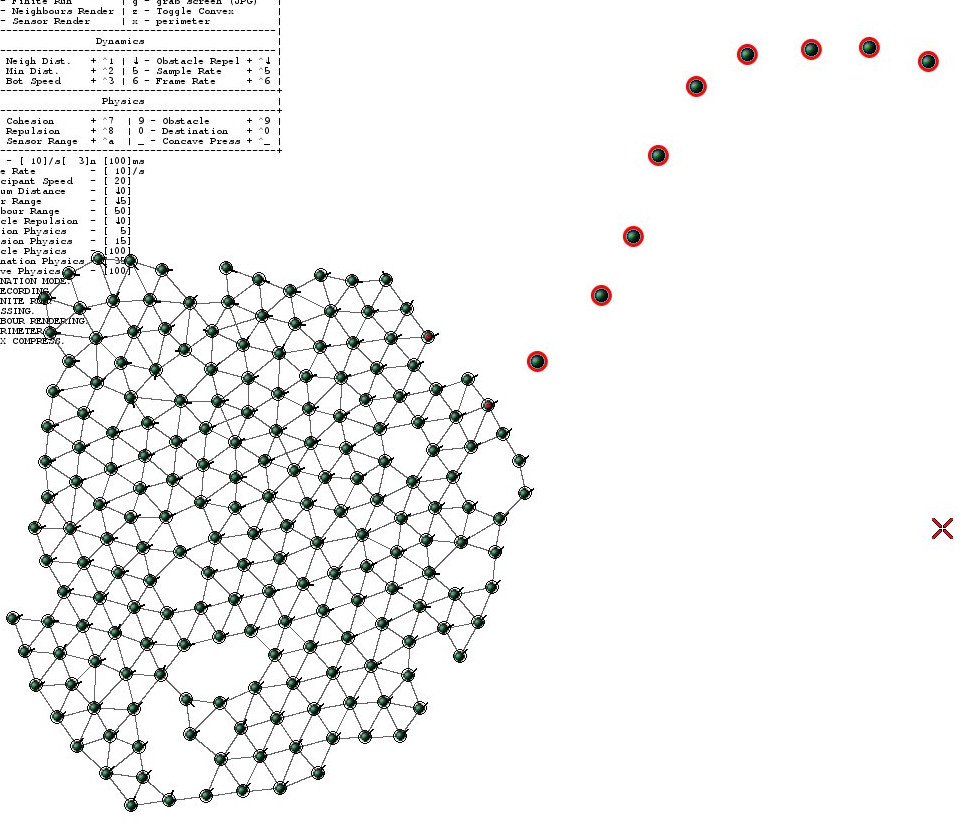 - Finite Run | g - grab screen (JPG)
- Neighbours Render | z - Toggle Convex
- Sensor Render | x - perimeter
Dynamics |
Neigh Dist. + ^1 | 4 - Obstacle Repel + ^4
Min Dist. + ^2 | 5 - Sample Rate + ^5
Bot Speed + ^3 | 6 - Frame Rate + ^6
Physics |
Cohesion + ^7 | 9 - Obstacle + ^9 |
Repulsion + ^8 | 0 - Destination + ^0 |
Sensor Range + ^a | _ - Concave Press + ^_
- [ 10]/s[ 3]n [100]ms
e Rate - [ 10]/s
cipant Speed - [ 20]
um Distance - [ 40]
r Range - [ 45]
bour Range - [ 50]
cle Repulsion - [ 40]
ion Physics - [ 5]
sion Physics - [ 15]
cle Physics - [100]
nation Physics - [ 35]
ve Physics - [100]
NATION MODE.
ECORDING
NITE
SSING.
BOUR RENDERING.
RIMETER
X COMPRESS.